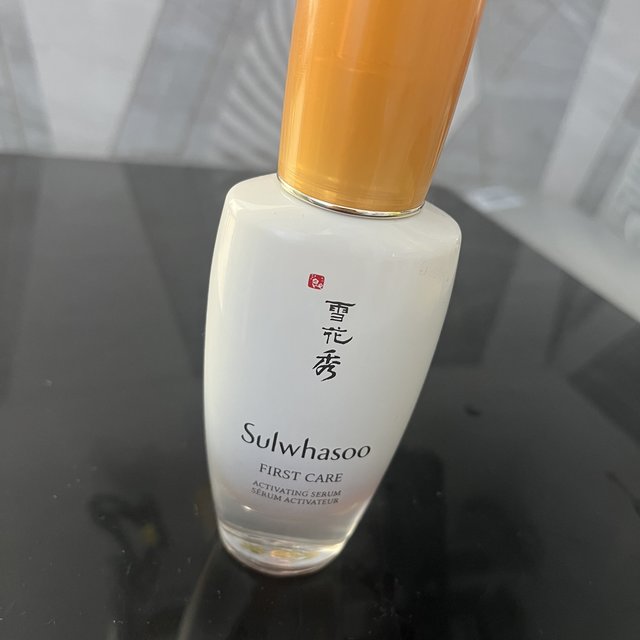 雪
花
秀
Sulwhasoo
FIRST CARE
ACTIVATING SERUM
SÉRUM ACTIVATEUR